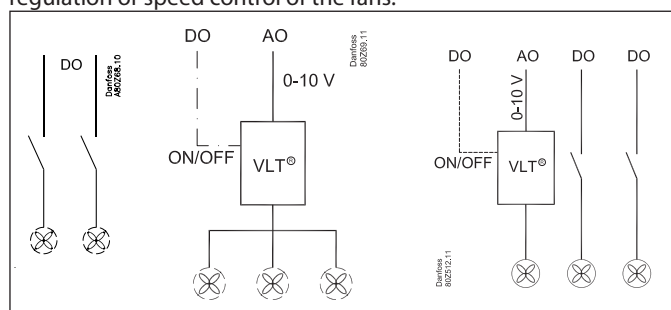 regulation or speed control of the fans.
DO
Danfoss
A80Z68.10
DO AO
0-10 V
Danfoss
80Z69.11
ON/OFF
VLT®
DO AO DO DO
0-10 V
ON/OFF
VLT®
Danfoss
80Z512.11